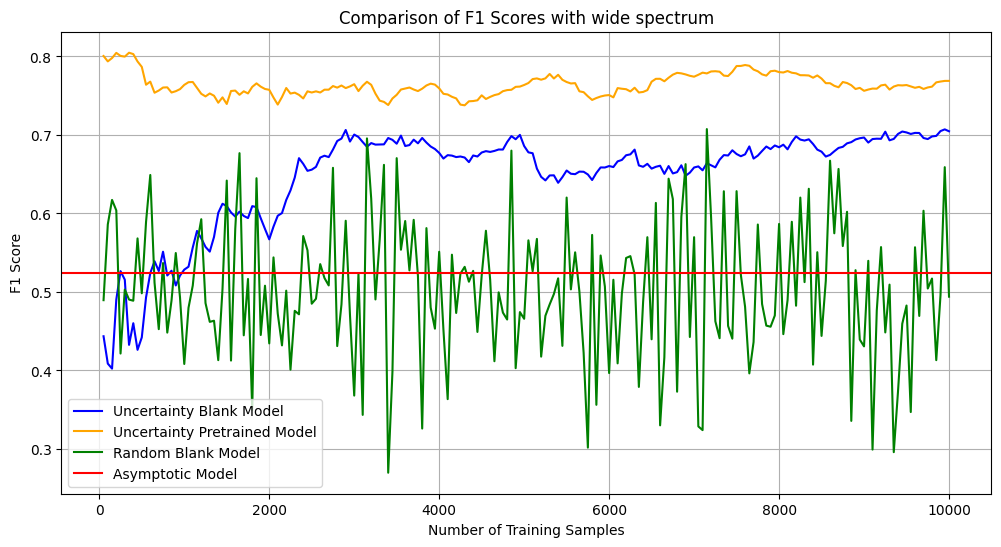 Comparison of F1 Scores with wide spectrum
F1 Score
0.8
0.7
0.6
0.5
0.4
0.3
Uncertainty Blank Model
Uncertainty Pretrained Model
Random Blank Model
Asymptotic Model
0 2000 4000 6000 8000 10000
Number of Training Samples